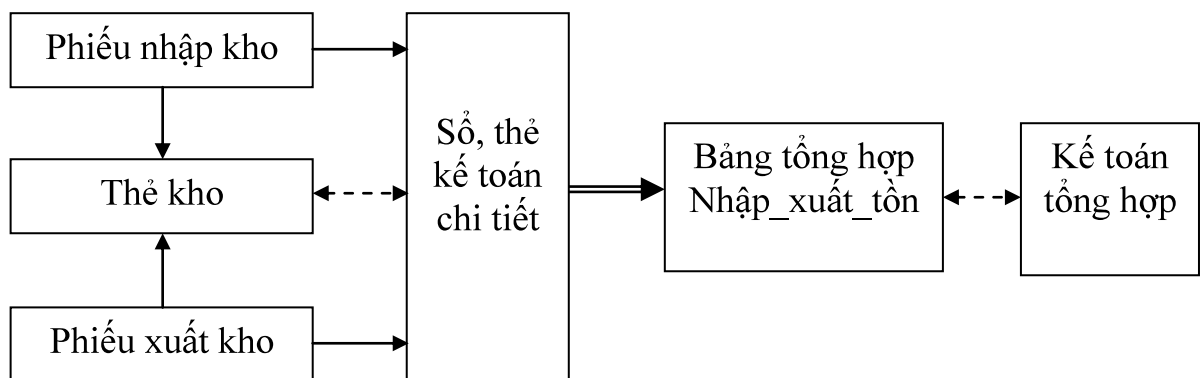 Phiếu nhập kho
Thẻ kho
Phiếu xuất kho
Sổ, thẻ
kế toán
chi tiết
Bảng tổng hợp
Nhập_xuất_tồn
Kế toán
tổng hợp